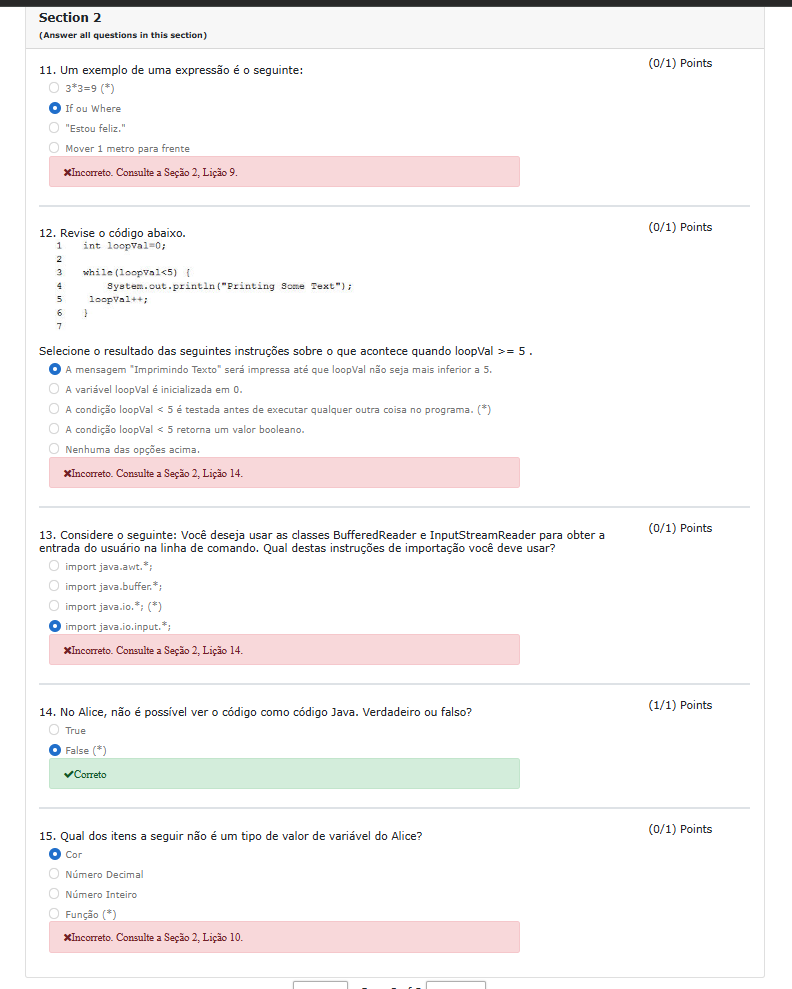 Section 2
(Answer all questions in this section)
11. Um exemplo de uma expressão é o seguinte:
(0/1) Points
3*3=9 (*)
If ou Where
"Estou feliz."
Mover 1 metro para frente
Incorreto. Consulte a Seção 2, Lição 9.
12. Revise o código abaixo.
(0/1) Points
1 int loopVal=0;
2
3 while(loopVal<5) {
4 System.out.println("Printing Some Text");
5 loopVal++;
6 }
7
Selecione o resultado das seguintes instruções sobre o que acontece quando loopVal >= 5 .
A mensagem "Imprimindo Texto" será impressa até que loopVal não seja mais inferior a 5.
A variável loopVal é inicializada em 0.
A condição loopVal < 5 é testada antes de executar qualquer outra coisa no programa. (*)
A condição loopVal < 5 retorna um valor booleano.
Nenhuma das opções acima.
Incorreto. Consulte a Seção 2, Lição 14.
13. Considere o seguinte: Você deseja usar as classes BufferedReader e InputStreamReader para obter a
entrada do usuário na linha de comando. Qual destas instruções de importação você deve usar?
(0/1) Points
import java.awt.*;
import java.buffer.*;
import java.io.*; (*)
import java.io.input.*;
Incorreto. Consulte a Seção 2, Lição 14.
14. No Alice, não é possível ver o código como código Java. Verdadeiro ou falso?
(1/1) Points
True
False (*)
Correto
15. Qual dos itens a seguir não é um tipo de valor de variável do Alice?
(0/1) Points
Cor
Número Decimal
Número Inteiro
Função (*)
Incorreto. Consulte a Seção 2, Lição 10.